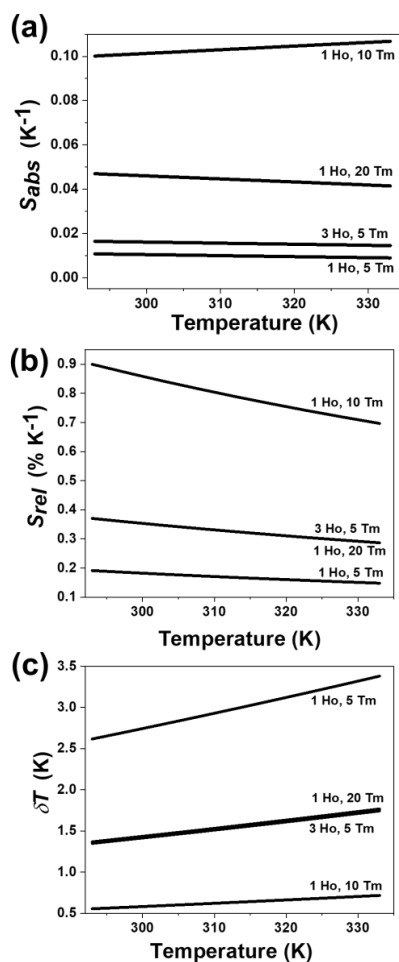 (a)
S_abs (K-1)
0.10
0.08
0.06
0.04
0.02
0.00
1 Ho, 10 Tm
1 Ho, 20 Tm
3 Ho, 5 Tm
1 Ho, 5 Tm
300 310 320 330
Temperature (K)
(b)
S_rel (% K-1)
0.9
0.8
0.7
0.6
0.5
0.4
0.3
0.2
0.1
1 Ho, 10 Tm
3 Ho, 5 Tm
1 Ho, 20 Tm
1 Ho, 5 Tm
300 310 320 330
Temperature (K)
(c)
δT (K)
3.5
3.0
2.5
2.0
1.5
1.0
0.5
1 Ho, 5 Tm
1 Ho, 20 Tm
3 Ho, 5 Tm
1 Ho, 10 Tm
300 310 320 330
Temperature (K)